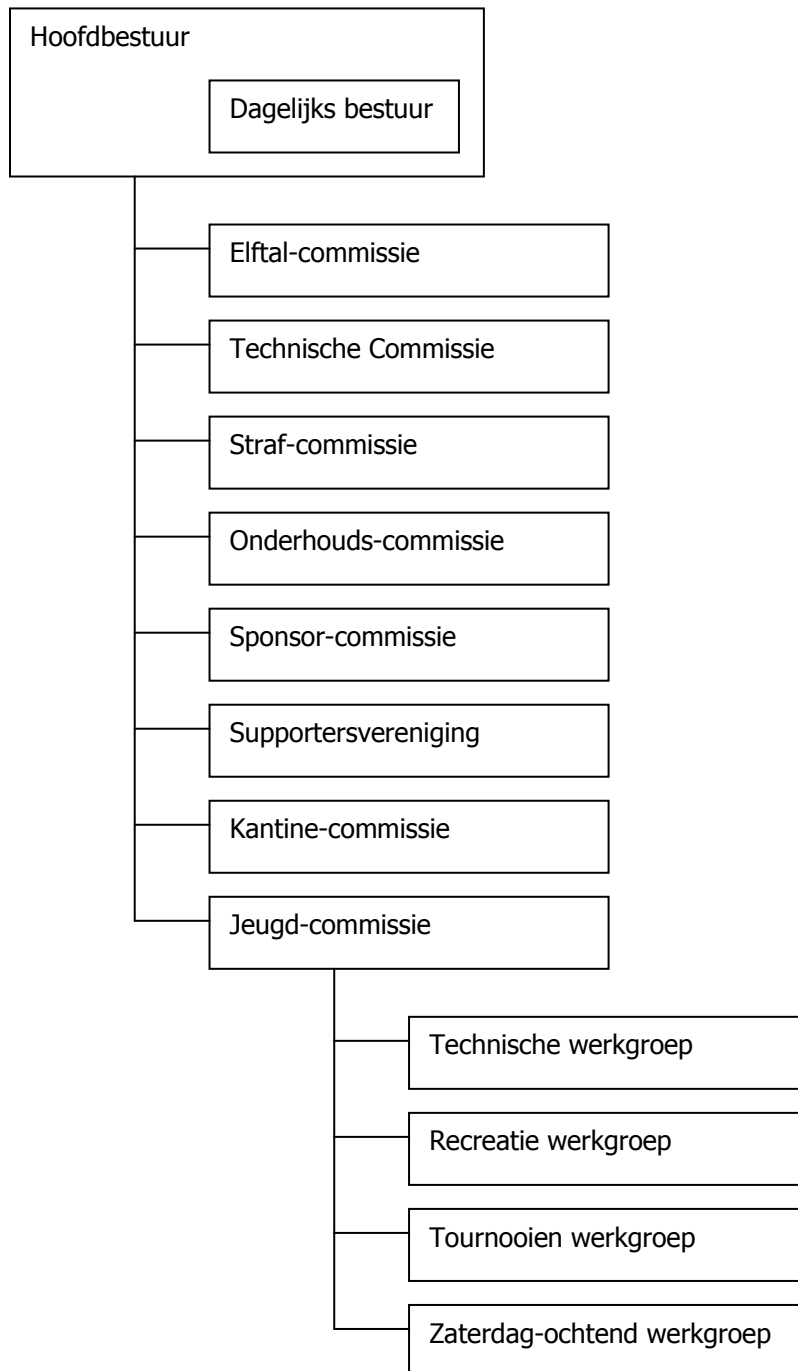 Hoofdbestuur
Dagelijks bestuur
Elftal-commissie
Technische Commissie
Straf-commissie
Onderhouds-commissie
Sponsor-commissie
Supportersvereniging
Kantine-commissie
Jeugd-commissie
Technische werkgroep
Recreatie werkgroep
Tournooien werkgroep
Zaterdag-ochtend werkgroep